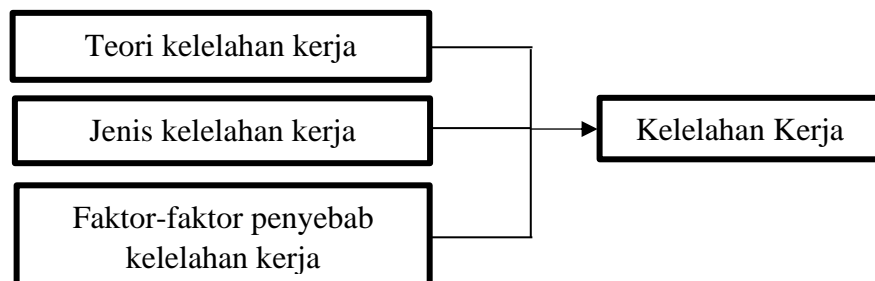 Teori kelelahan kerja
Jenis kelelahan kerja
Kelelahan Kerja
Faktor-faktor penyebab
kelelahan kerja